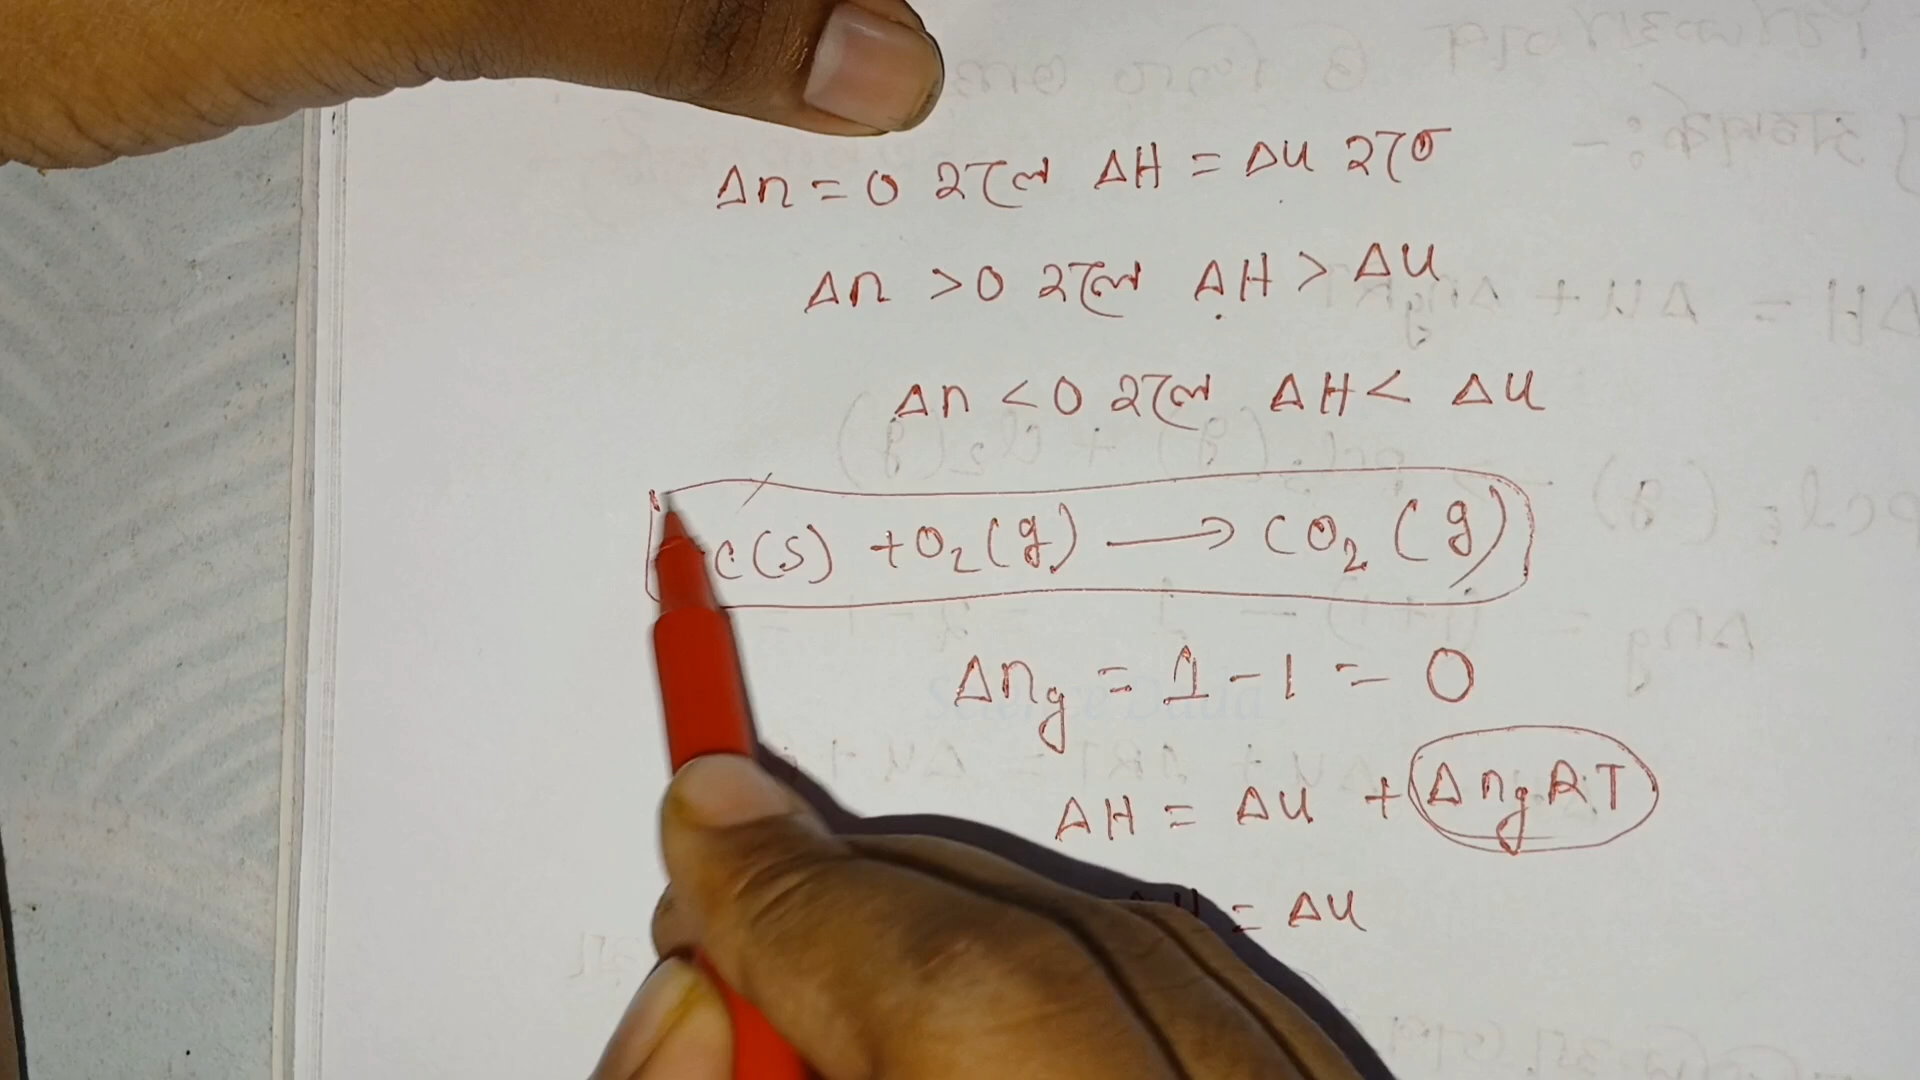 Δn = 0 হলে ΔH = ΔU হবে
Δn > 0 হলে ΔH > ΔU
Δn < 0 হলে ΔH < ΔU
C(s) + O₂(g) ⟶ CO₂(g)
Δng = 1 - 1 = 0
ΔH = ΔU + ΔngRT
= ΔU